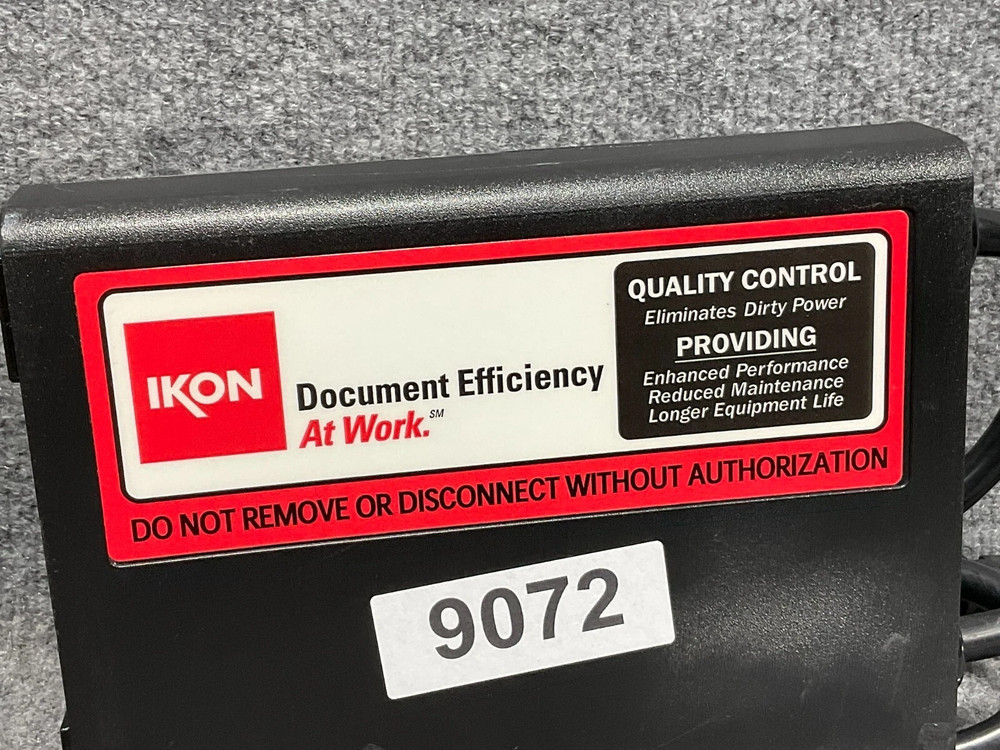 IKON
Document Efficiency
At Work.℠
QUALITY CONTROL
Eliminates Dirty Power
PROVIDING
Enhanced Performance
Reduced Maintenance
Longer Equipment Life
DO NOT REMOVE OR DISCONNECT WITHOUT AUTHORIZATION
9072